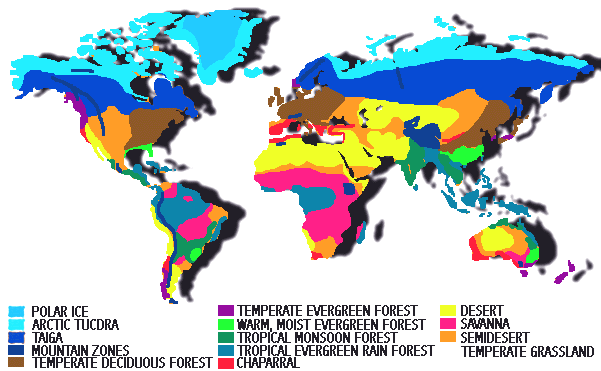 POLAR ICE
ARCTIC TUCDRA
TAIGA
MOUNTAIN ZONES
TEMPERATE DECIDUOUS FOREST
TEMPERATE EVERGREEN FOREST
WARM, MOIST EVERGREEN FOREST
TROPICAL MONSOON FOREST
TROPICAL EVERGREEN RAIN FOREST
CHAPARRAL
DESERT
SAVANNA
SEMIDESERT
TEMPERATE GRASSLAND